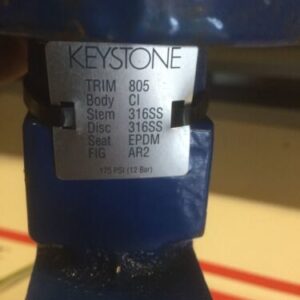 KEYSTONE
TRIM 805
Body CI
Stem 316SS
Disc 316SS
Seat EPDM
FIG AR2
175 PSI (12 Bar)